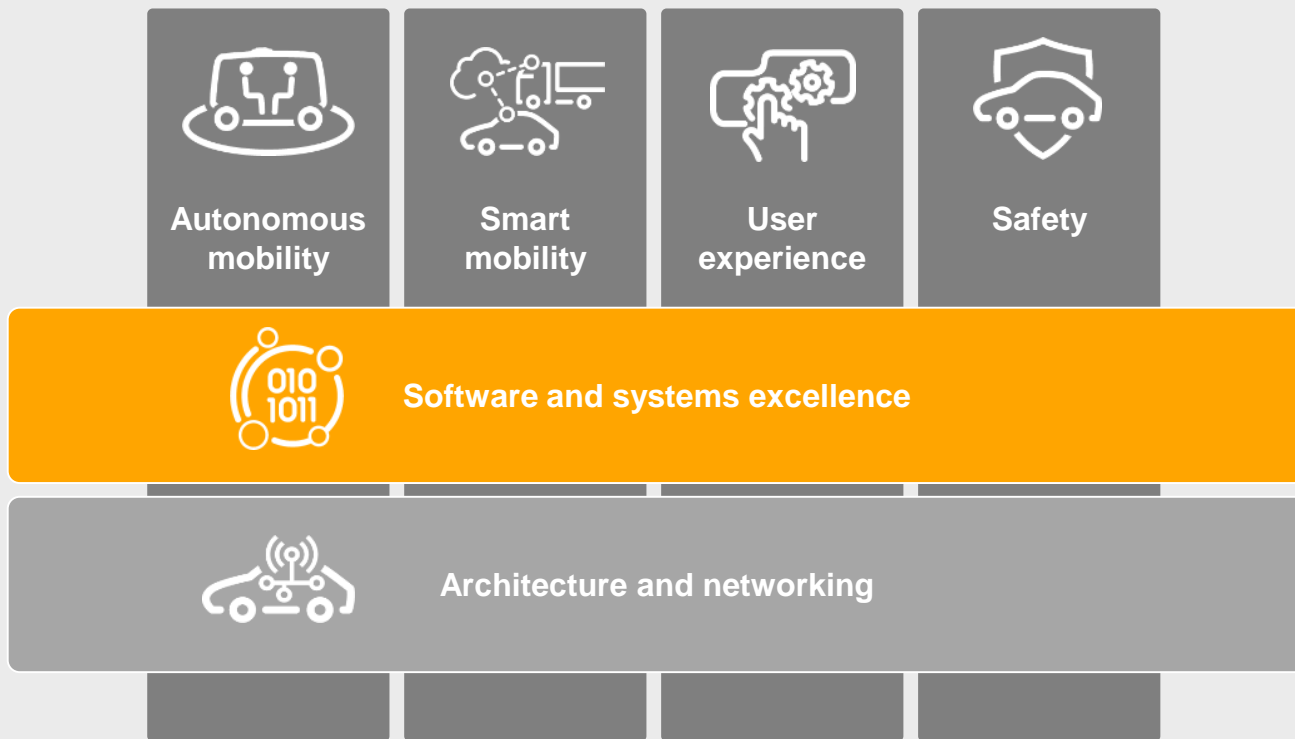 Autonomous
mobility
Smart
mobility
User
experience
Safety
010
1011
Software and systems excellence
Architecture and networking